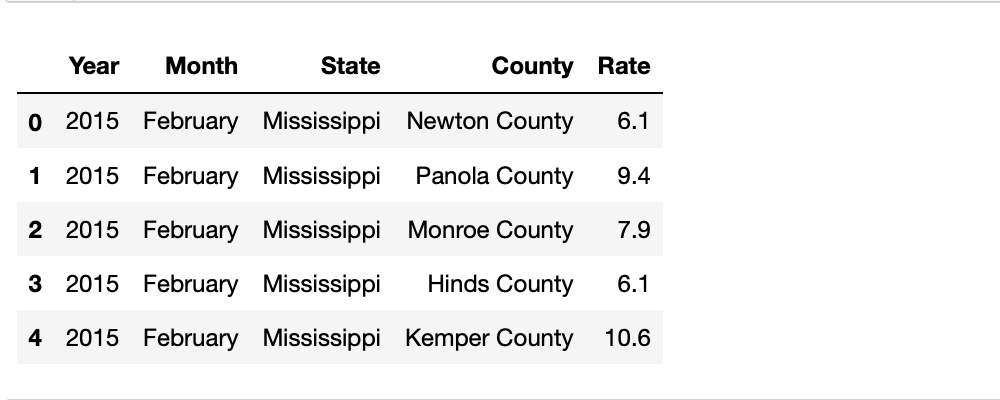 Year Month State County Rate
0 2015 February Mississippi Newton County 6.1
1 2015 February Mississippi Panola County 9.4
2 2015 February Mississippi Monroe County 7.9
3 2015 February Mississippi Hinds County 6.1
4 2015 February Mississippi Kemper County 10.6